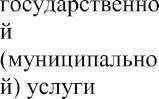 государственно
й
(муниципально
й) услуги